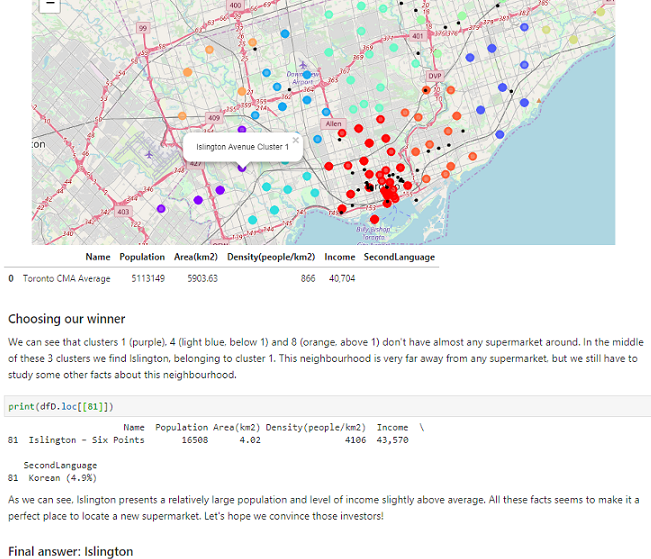 400
401
99
DVP
Airport
Allen
409
427
403
Islington Avenue Cluster 1
×
Name Population Area(km2) Density(people/km2) Income SecondLanguage
0 Toronto CMA Average 5113149 5903.63 866 40,704
Choosing our winner
We can see that clusters 1 (purple), 4 (light blue, below 1) and 8 (orange, above 1) don't have almost any supermarket around. In the middle
of these 3 clusters we find Islington, belonging to cluster 1. This neighbourhood is very far away from any supermarket, but we still have to
study some other facts about this neighbourhood.
print(dfD.loc[[81]])
Name Population Area(km2) Density(people/km2) Income \
81 Islington - Six Points 16508 4.02 4106 43,570
SecondLanguage
81 Korean (4.9%)
As we can see, Islington presents a relatively large population and level of income slightly above average. All these facts seems to make it a
perfect place to locate a new supermarket. Let's hope we convince those investors!
Final answer: Islington